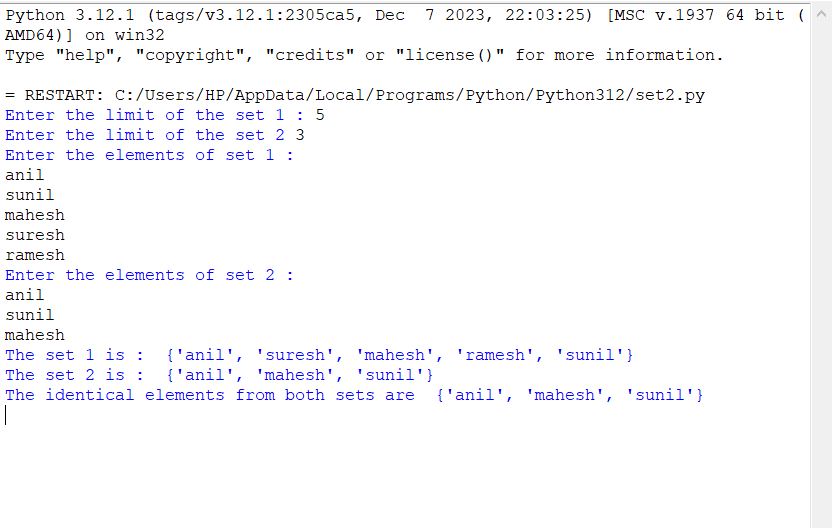 Python 3.12.1 (tags/v3.12.1:2305ca5, Dec  7 2023, 22:03:25) [MSC v.1937 64 bit (
AMD64)] on win32
Type "help", "copyright", "credits" or "license()" for more information.
= RESTART: C:/Users/HP/AppData/Local/Programs/Python/Python312/set2.py
Enter the limit of the set 1 : 5
Enter the limit of the set 2 3
Enter the elements of set 1 :
anil
sunil
mahesh
suresh
ramesh
Enter the elements of set 2 :
anil
sunil
mahesh
The set 1 is :  {'anil', 'suresh', 'mahesh', 'ramesh', 'sunil'}
The set 2 is :  {'anil', 'mahesh', 'sunil'}
The identical elements from both sets are  {'anil', 'mahesh', 'sunil'}